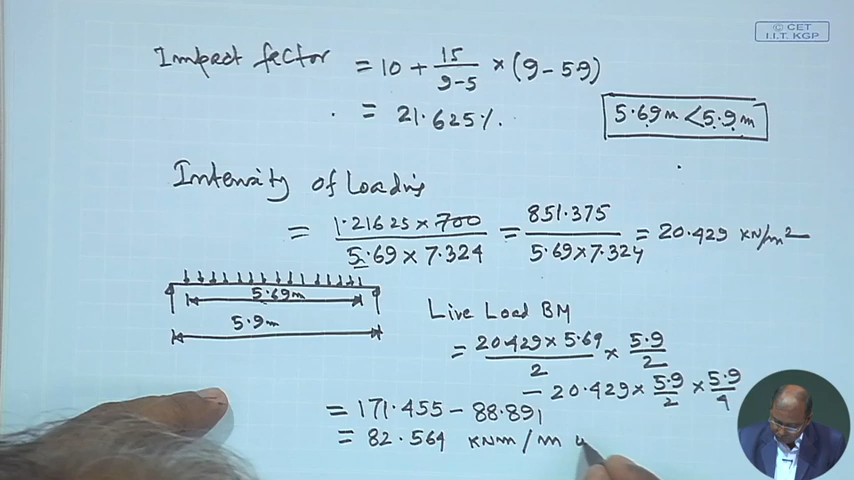 © CET
I.I.T. KGP
Impact factor = 10 + 15/9-5 × (9-5.9)
= 21.625%.
5.69m < 5.9m
Intensity of Loading
= 1.21625 × 700 / 5.69 × 7.324 = 851.375 / 5.69 × 7.324 = 20.429 KN/m²
5.69m
5.9m
Live Load BM
= 20.429 × 5.69 / 2 × 5.9 / 2
- 20.429 × 5.9/2 × 5.9/4
= 171.455 - 88.891
= 82.564 KNm/m